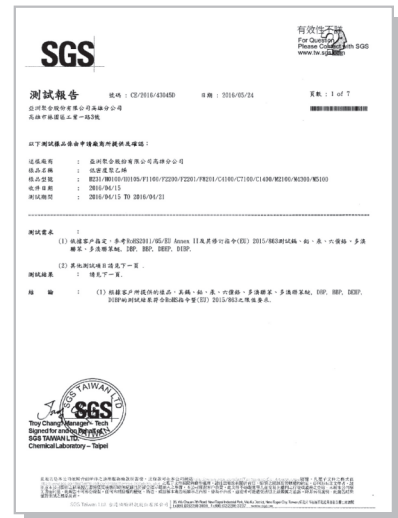 有效性不詳
For Question
Please Contact with SGS
www.tw.sgs.com
SGS
測試報告
號碼 : CE/2016/43045D 日期 : 2016/05/24 頁數 : 1 of 7
亞洲聚合股份有限公司高雄分公司
高雄市林園區工業一路3號
以下測試樣品係由申請廠商所提供及確認 :
送樣廠商 : 亞洲聚合股份有限公司高雄分公司
樣品名稱 : 低密度聚乙烯
樣品型號 : H0105/F1100/F2200/F2201/F8201/C4100/C7100/C1400/M2100/M4300/M5100
收件日期 : 2016/04/15
測試期間 : 2016/04/15 TO 2016/04/21
測試需求 :
(1) 依據客戶指定, 參考RoHS 2011/65/EU Annex II及其修訂指令(EU) 2015/863測試鎘、鉛、汞、六價鉻、多溴
聯苯、多溴聯苯醚, DBP, BBP, DEHP, DIBP.
(2) 其他測試項目請見下一頁.
測試結果 : 請見下一頁.
結 論 : (1) 根據客戶所提供的樣品, 其鎘、鉛、汞、六價鉻、多溴聯苯、多溴聯苯醚, DBP, BBP, DEHP,
DIBP的測試結果符合RoHS指令暨(EU) 2015/863之限值要求.
SGS TAIWAN LTD
SGS
Troy Chang Manager - Tech
Signed for and on behalf of
SGS TAIWAN LTD.
Chemical Laboratory – Taipei
SGS Taiwan Ltd.